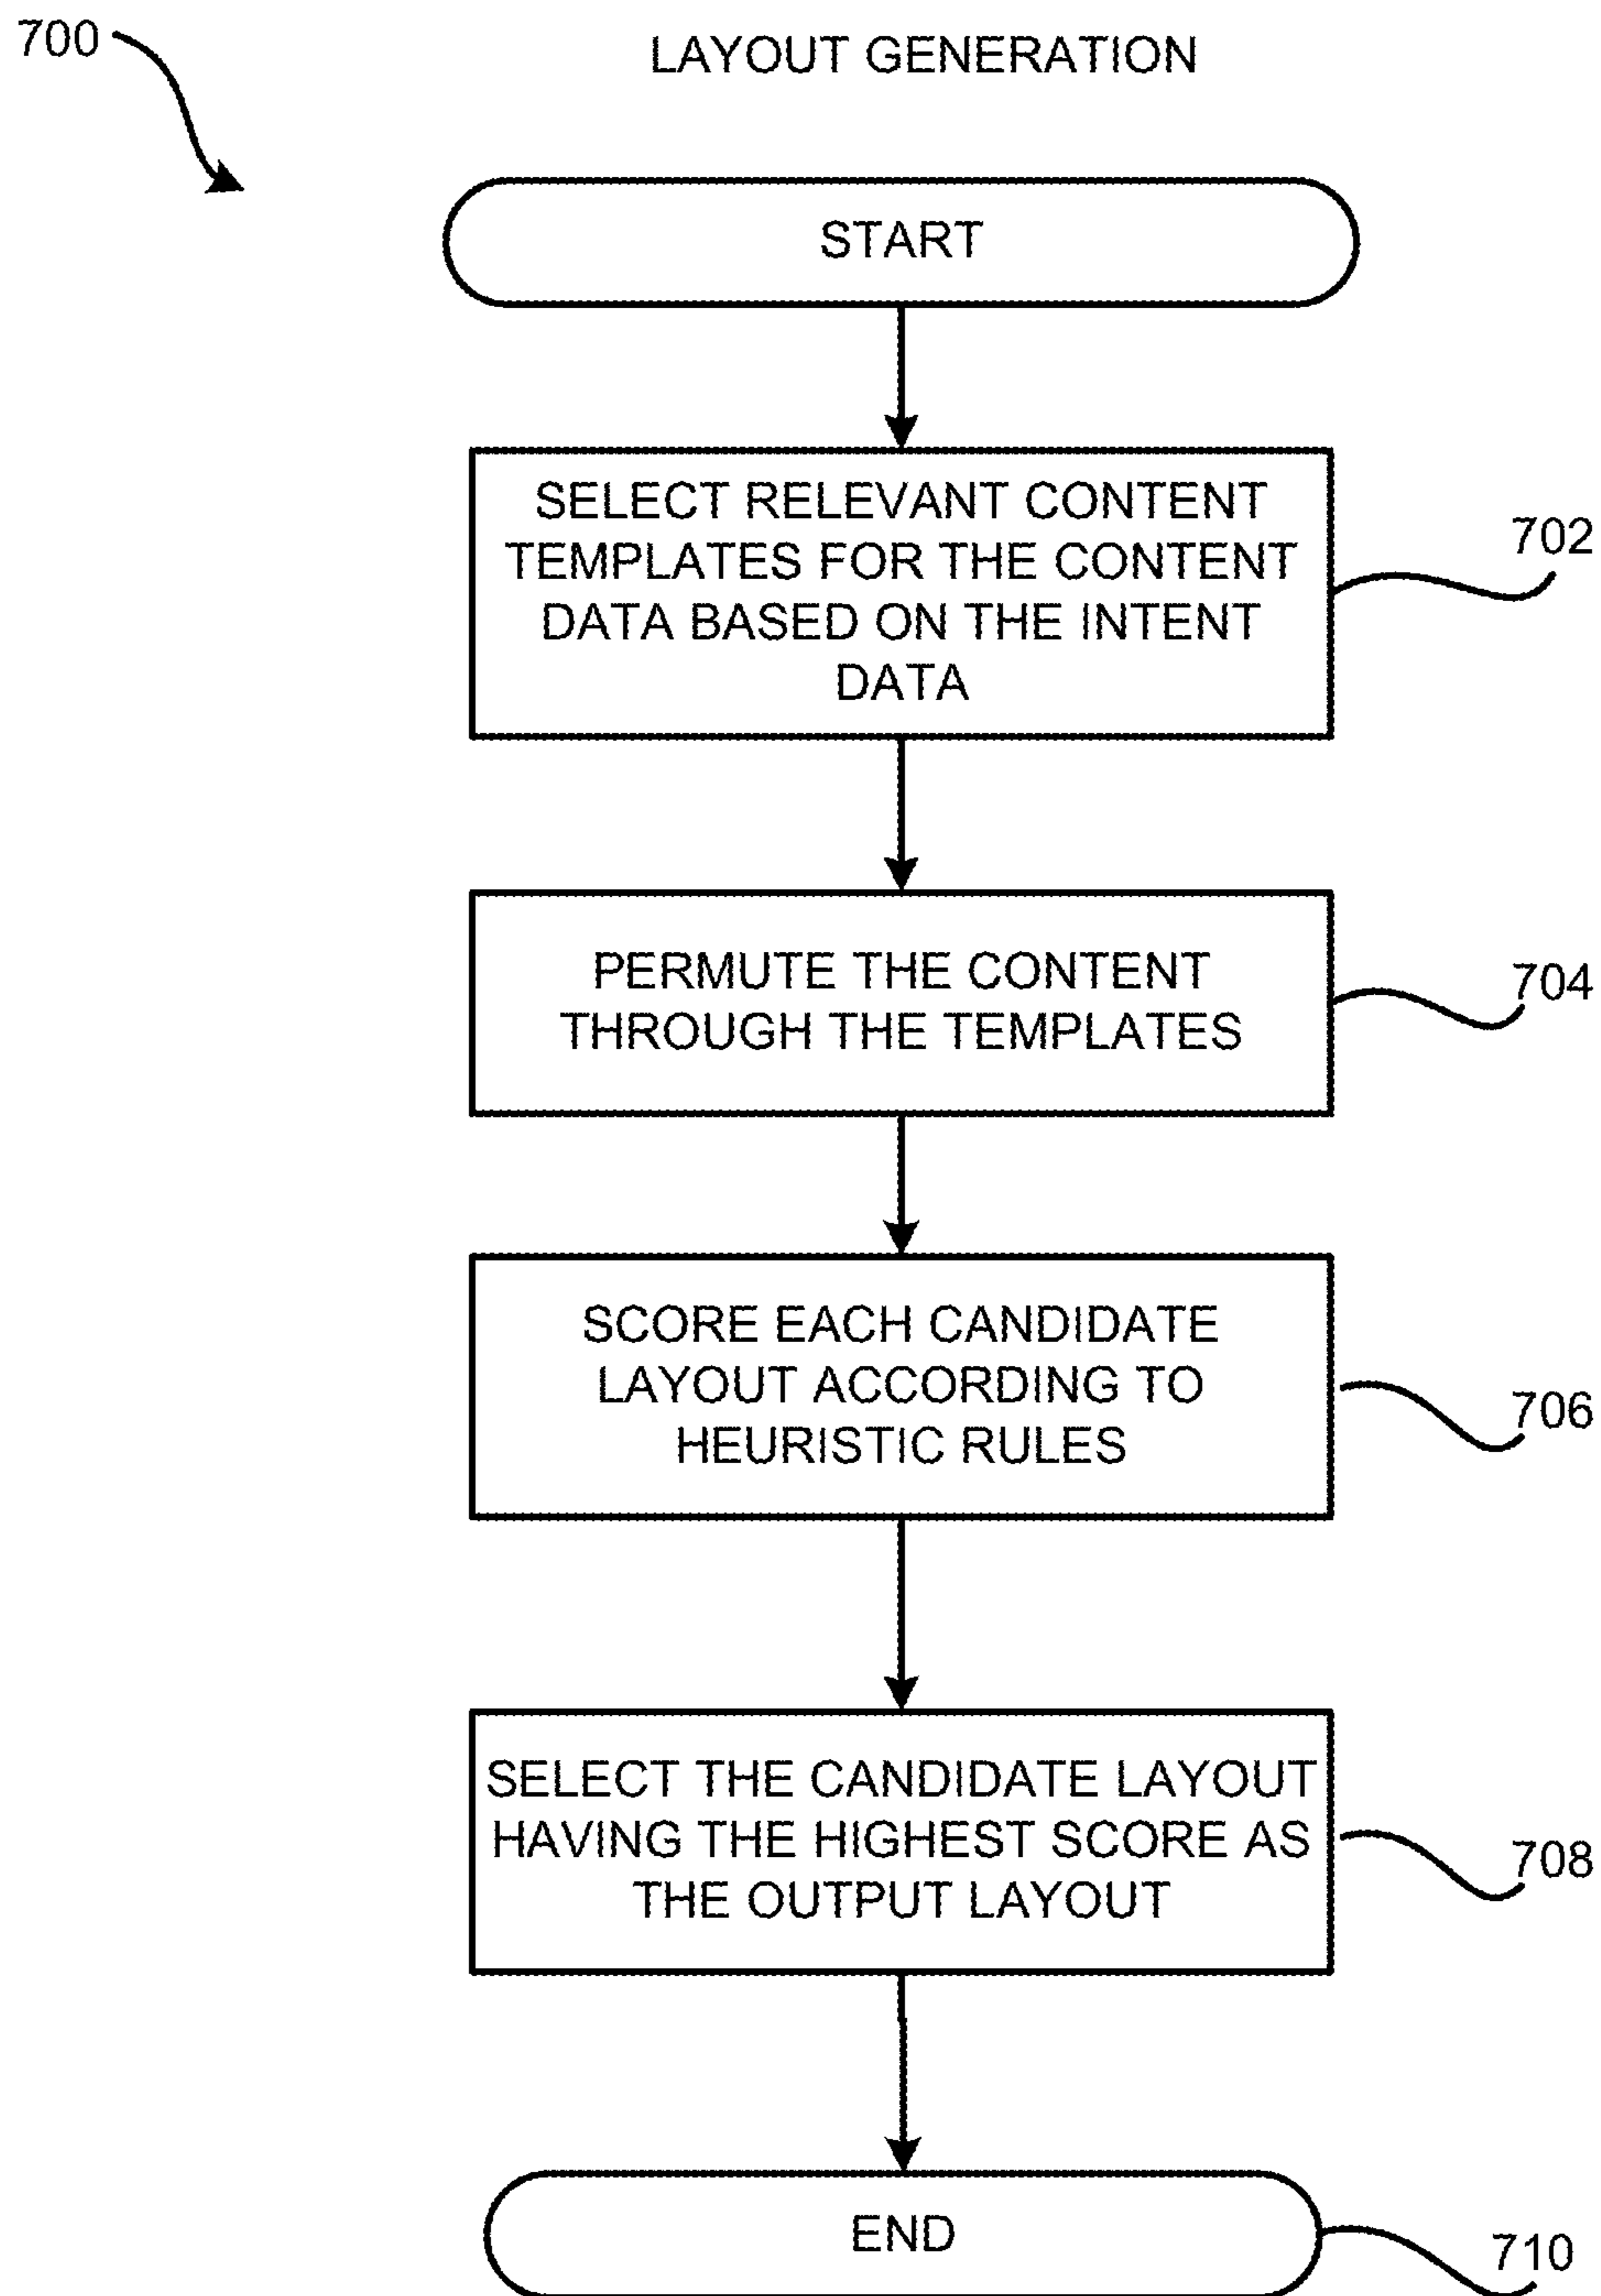 700
LAYOUT GENERATION
START
SELECT RELEVANT CONTENT
TEMPLATES FOR THE CONTENT
DATA BASED ON THE INTENT
DATA
702
PERMUTE THE CONTENT
THROUGH THE TEMPLATES
704
SCORE EACH CANDIDATE
LAYOUT ACCORDING TO
HEURISTIC RULES
706
SELECT THE CANDIDATE LAYOUT
HAVING THE HIGHEST SCORE AS
THE OUTPUT LAYOUT
708
END
710